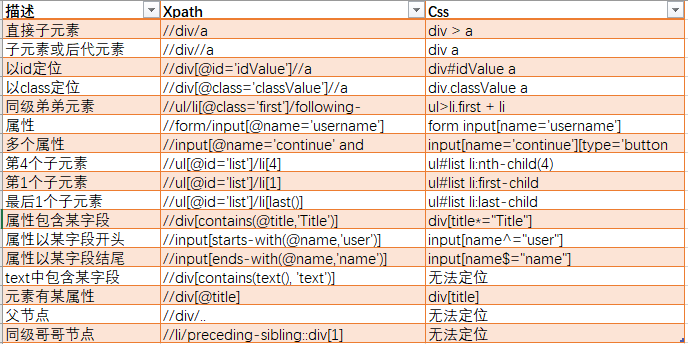 描述 Xpath Css
直接子元素 //div/a div > a
子元素或后代元素 //div//a div a
以id定位 //div[@id='idValue']//a div#idValue a
以class定位 //div[@class='classValue']//a div.classValue a
同级弟弟元素 //ul/li[@class='first']/following- ul>li.first + li
属性 //form/input[@name='username'] form input[name='username']
多个属性 //input[@name='continue' and input[name='continue'][type='button
第4个子元素 //ul[@id='list']/li[4] ul#list li:nth-child(4)
第1个子元素 //ul[@id='list']/li[1] ul#list li:first-child
最后1个子元素 //ul[@id='list']/li[last()] ul#list li:last-child
属性包含某字段 //div[contains(@title,'Title')] div[title*="Title"]
属性以某字段开头 //input[starts-with(@name,'user')] input[name^="user"]
属性以某字段结尾 //input[ends-with(@name,'name')] input[name$="name"]
text中包含某字段 //div[contains(text(), 'text')] 无法定位
元素有某属性 //div[@title] div[title]
父节点 //div/.. 无法定位
同级哥哥节点 //li/preceding-sibling::div[1] 无法定位